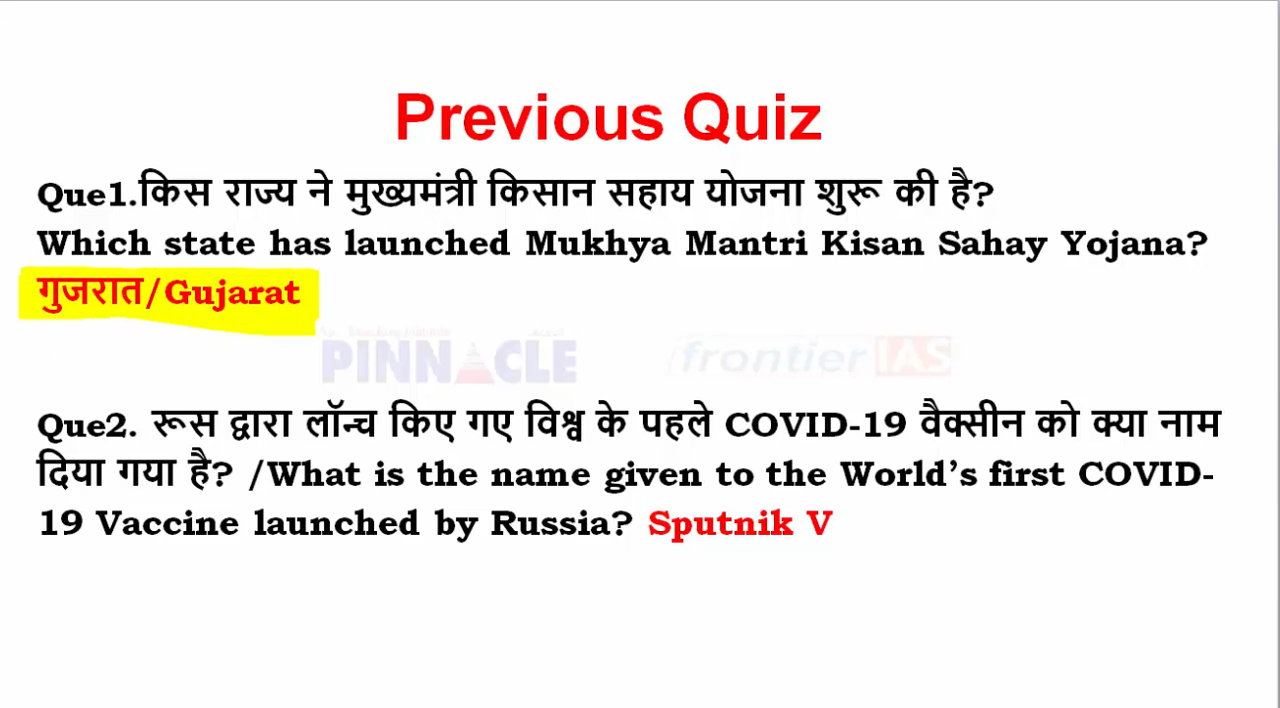 Previous Quiz
Que1.किस राज्य ने मुख्यमंत्री किसान सहाय योजना शुरू की है?
Which state has launched Mukhya Mantri Kisan Sahay Yojana?
गुजरात/Gujarat
PINNACLE frontier IAS
Que2. रूस द्वारा लॉन्च किए गए विश्व के पहले COVID-19 वैक्सीन को क्या नाम
दिया गया है? /What is the name given to the World’s first COVID-
19 Vaccine launched by Russia? Sputnik V